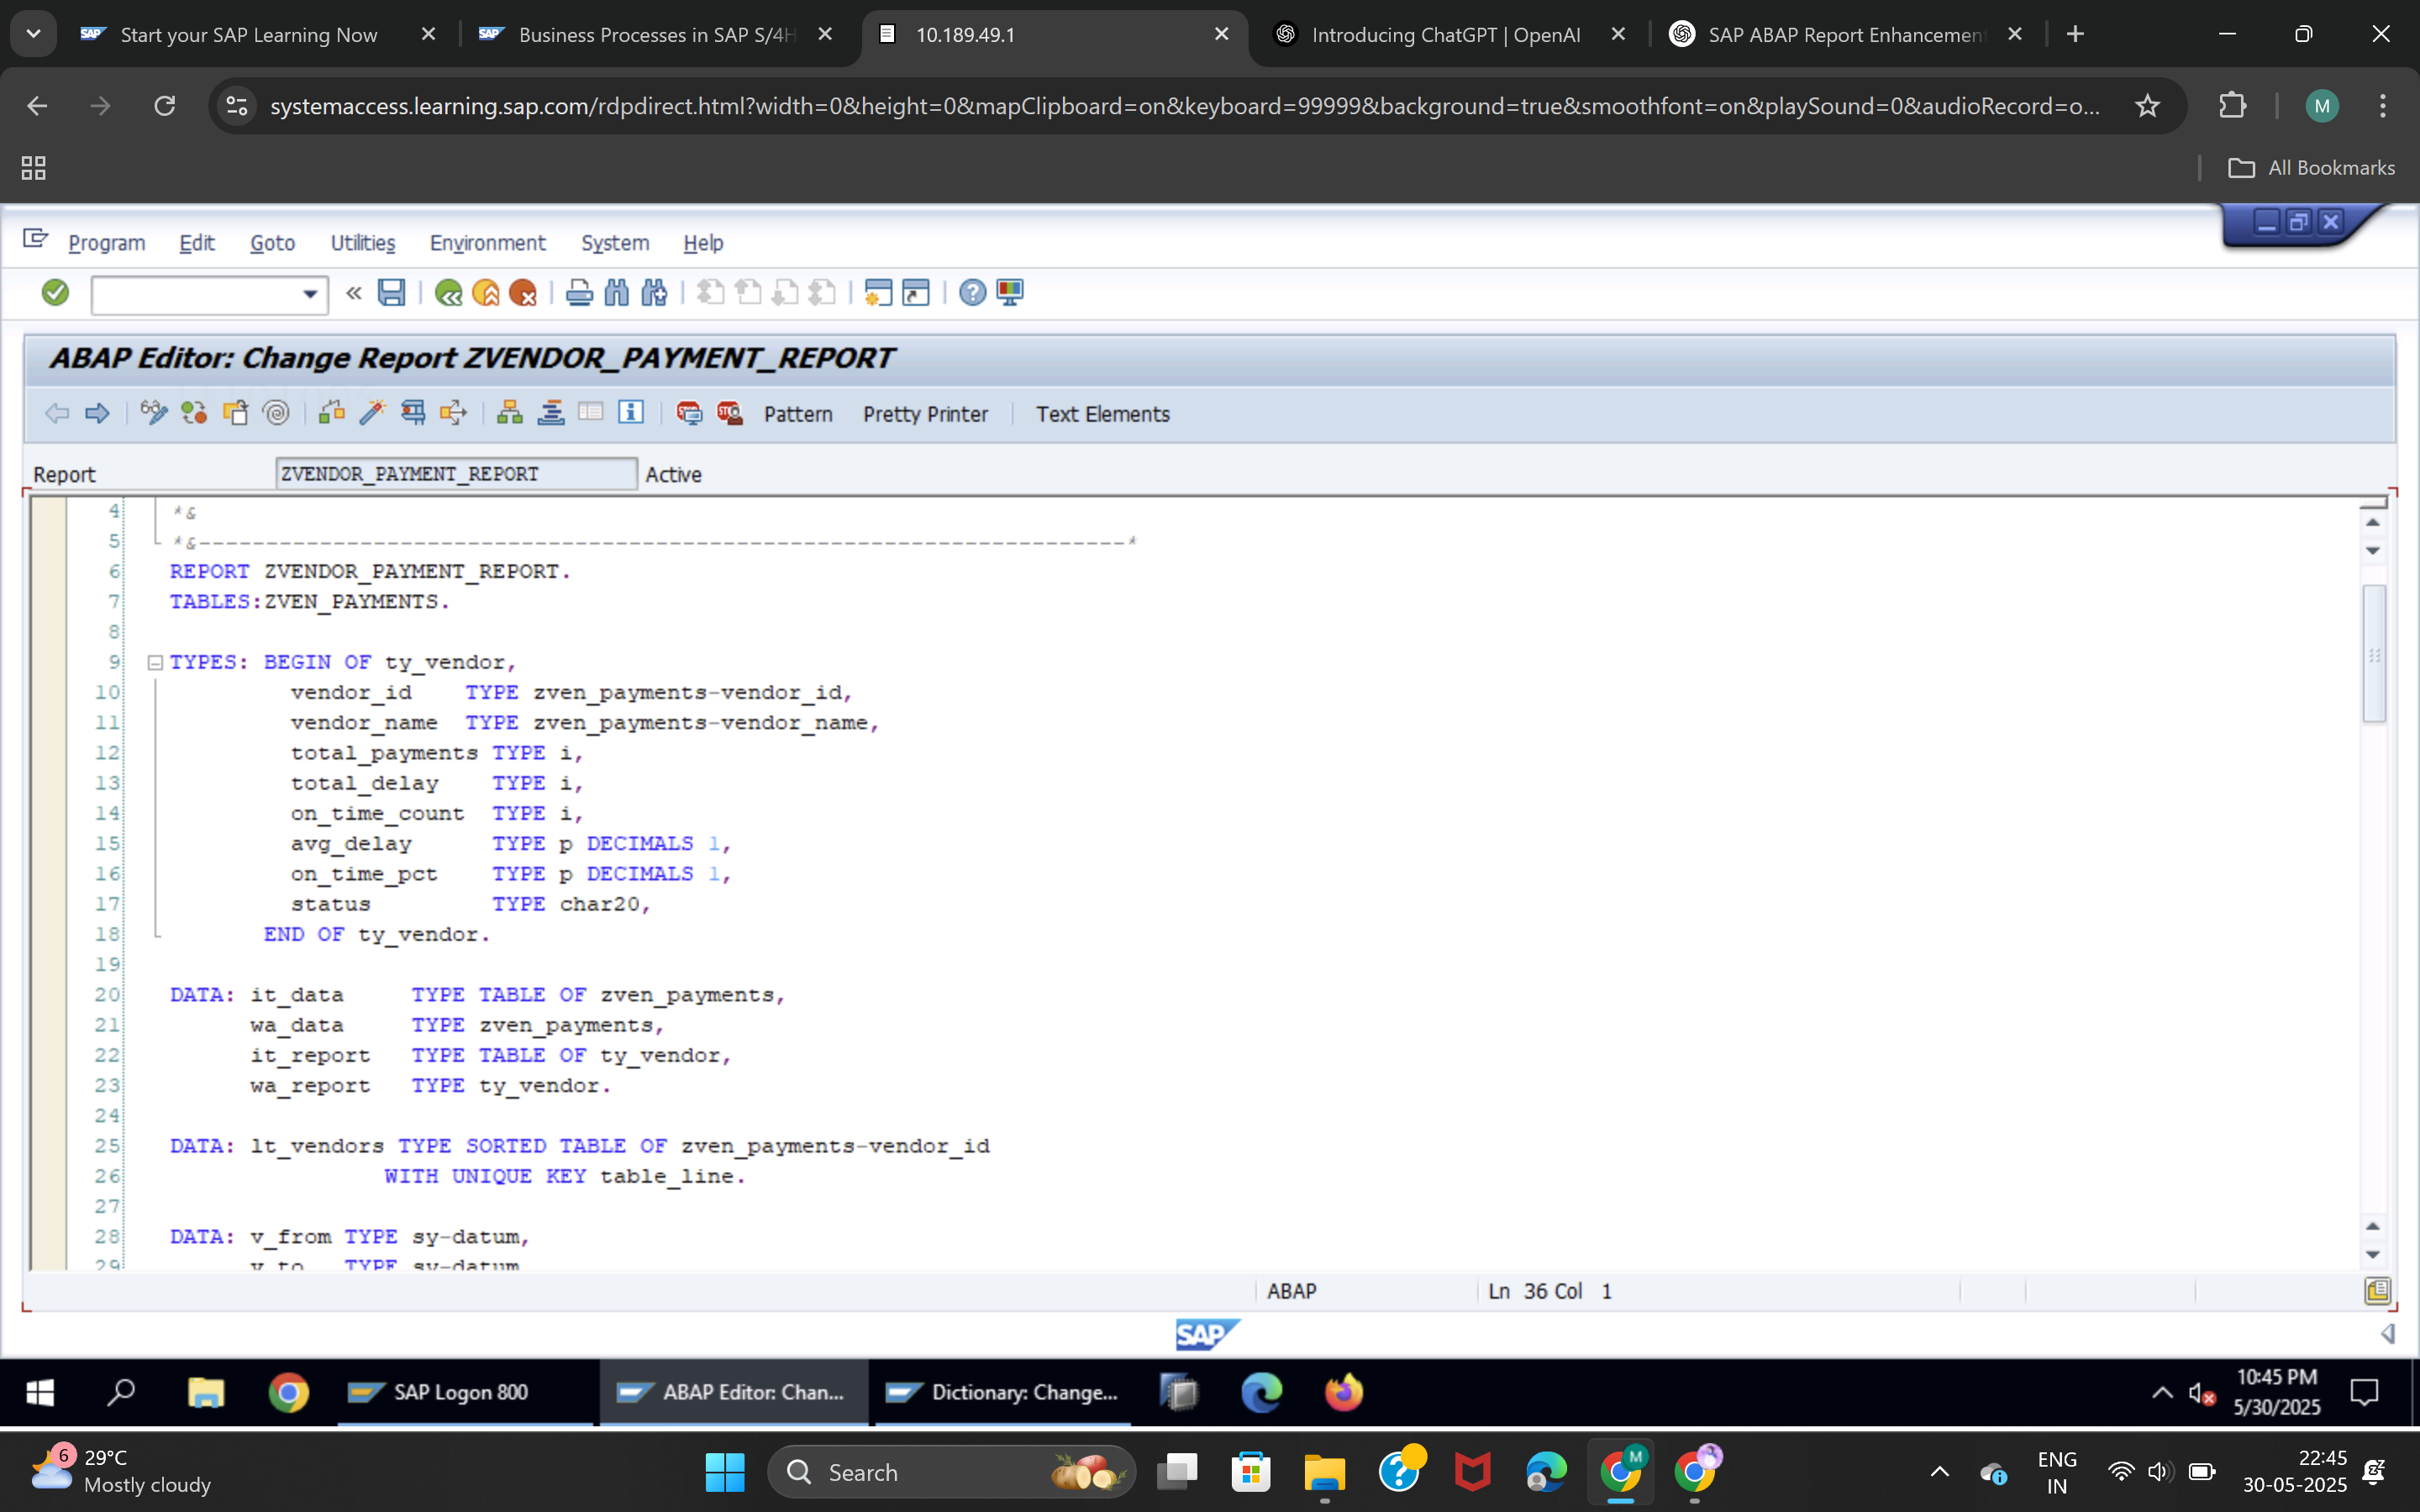 Start your SAP Learning Now
Business Processes in SAP S/4H
10.189.49.1
Introducing ChatGPT | OpenAI
SAP ABAP Report Enhancement
systemaccess.learning.sap.com/rdpdirect.html?width=0&height=0&mapClipboard=on&keyboard=99999&background=true&smoothfont=on&playSound=0&audioRecord=o...
M
All Bookmarks
Program Edit Goto Utilities Environment System Help
ABAP Editor: Change Report ZVENDOR_PAYMENT_REPORT
Pattern Pretty Printer Text Elements
Report ZVENDOR_PAYMENT_REPORT Active
4 *&
5 *&---------------------------------------------------------------------*
6 REPORT ZVENDOR_PAYMENT_REPORT.
7 TABLES:ZVEN_PAYMENTS.
8
9 TYPES: BEGIN OF ty_vendor,
10 vendor_id TYPE zven_payments-vendor_id,
11 vendor_name TYPE zven_payments-vendor_name,
12 total_payments TYPE i,
13 total_delay TYPE i,
14 on_time_count TYPE i,
15 avg_delay TYPE p DECIMALS 1,
16 on_time_pct TYPE p DECIMALS 1,
17 status TYPE char20,
18 END OF ty_vendor.
19
20 DATA: it_data TYPE TABLE OF zven_payments,
21 wa_data TYPE zven_payments,
22 it_report TYPE TABLE OF ty_vendor,
23 wa_report TYPE ty_vendor.
24
25 DATA: lt_vendors TYPE SORTED TABLE OF zven_payments-vendor_id
26 WITH UNIQUE KEY table_line.
27
28 DATA: v_from TYPE sy-datum,
29 v_to TYPE sy-datum
ABAP Ln 36 Col 1
SAP
SAP Logon 800
ABAP Editor: Chan...
Dictionary: Change...
10:45 PM
5/30/2025
6
29°C
Mostly cloudy
Search
M
ENG
IN
22:45
30-05-2025